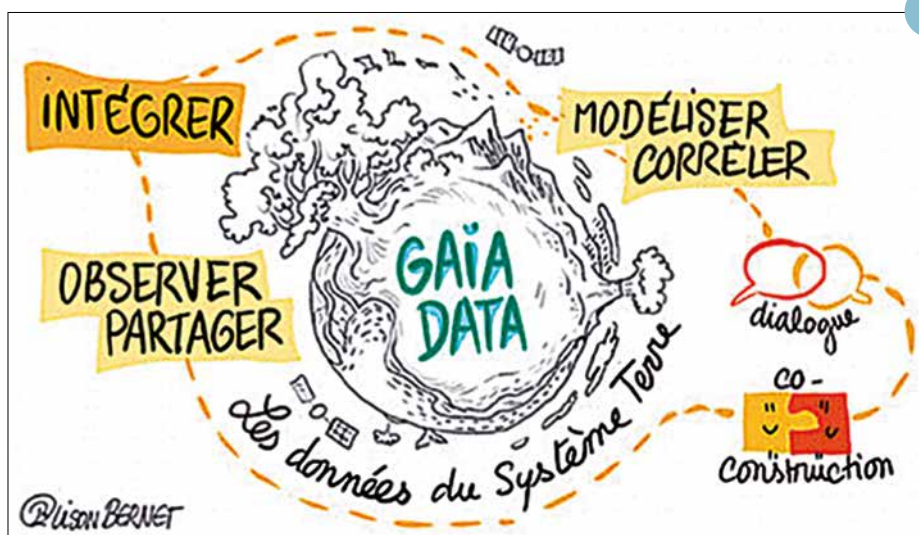 INTÉGRER
MODÉLISER
CORRÉLER
OBSERVER
PARTAGER
GAÏA
DATA
dialogue
co-
construction
Les données du Système Terre
@LISON BERNET